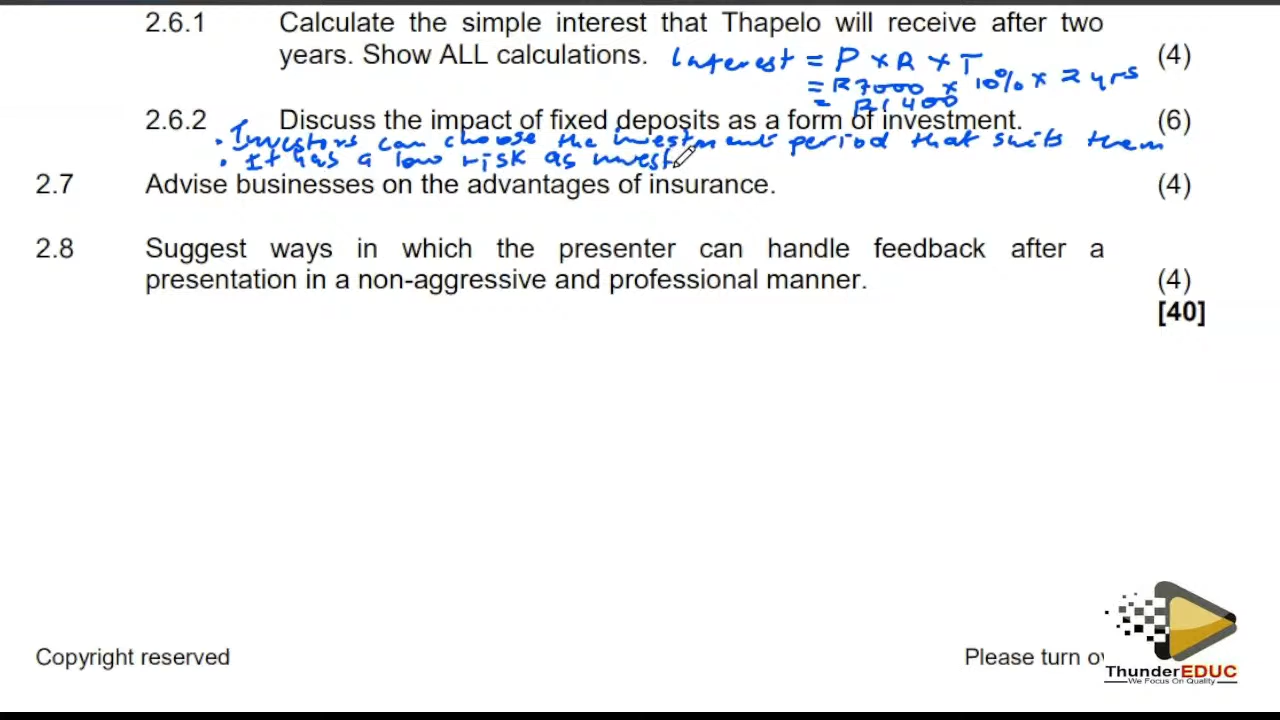 2.6.1 Calculate the simple interest that Thapelo will receive after two
years. Show ALL calculations. (4)
Interest = P × R × T
= R7000 × 10% × 2 yrs
= R1 400
2.6.2 Discuss the impact of fixed deposits as a form of investment. (6)
• Investors can choose the investment period that suits them
• It has a low risk as invest
2.7 Advise businesses on the advantages of insurance. (4)
2.8 Suggest ways in which the presenter can handle feedback after a
presentation in a non-aggressive and professional manner. (4)
[40]
Copyright reserved Please turn ov
ThunderEDUC
We Focus On Quality